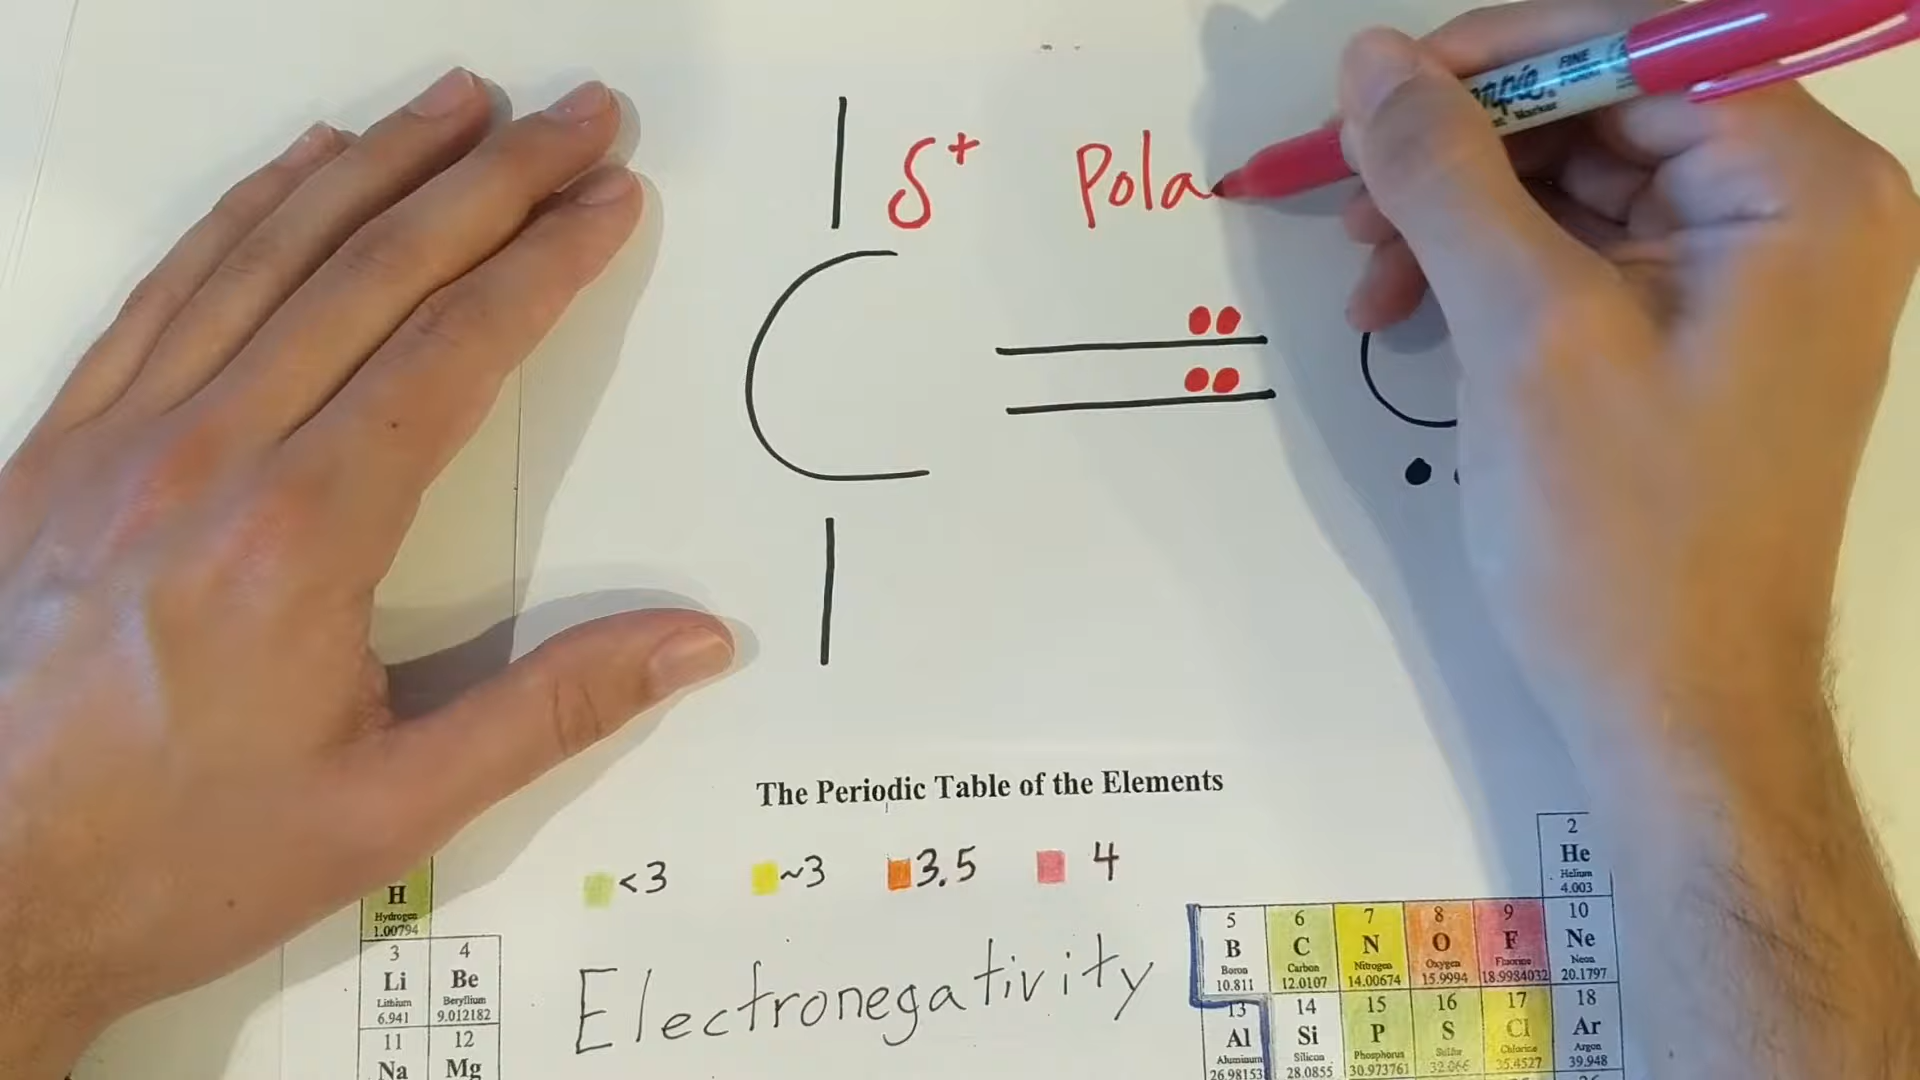 δ+ Pola
C
The Periodic Table of the Elements
<3 ~3 3.5 4
Electronegativity
H
Hydrogen
1.00794
3 4
Li Be
Lithium Beryllium
6.941 9.012182
11 12
Na Mg
2
He
Helium
4.003
5 6 7 8 9 10
B C N O F Ne
Boron Carbon Nitrogen Oxygen Fluorine Neon
10.811 12.0107 14.00674 15.9994 18.9984032 20.1797
13 14 15 16 17 18
Al Si P S Cl Ar
Aluminum Silicon Phosphorus Sulfur Chlorine Argon
26.98153 28.0855 30.973761 32.066 35.4527 39.948
FINE